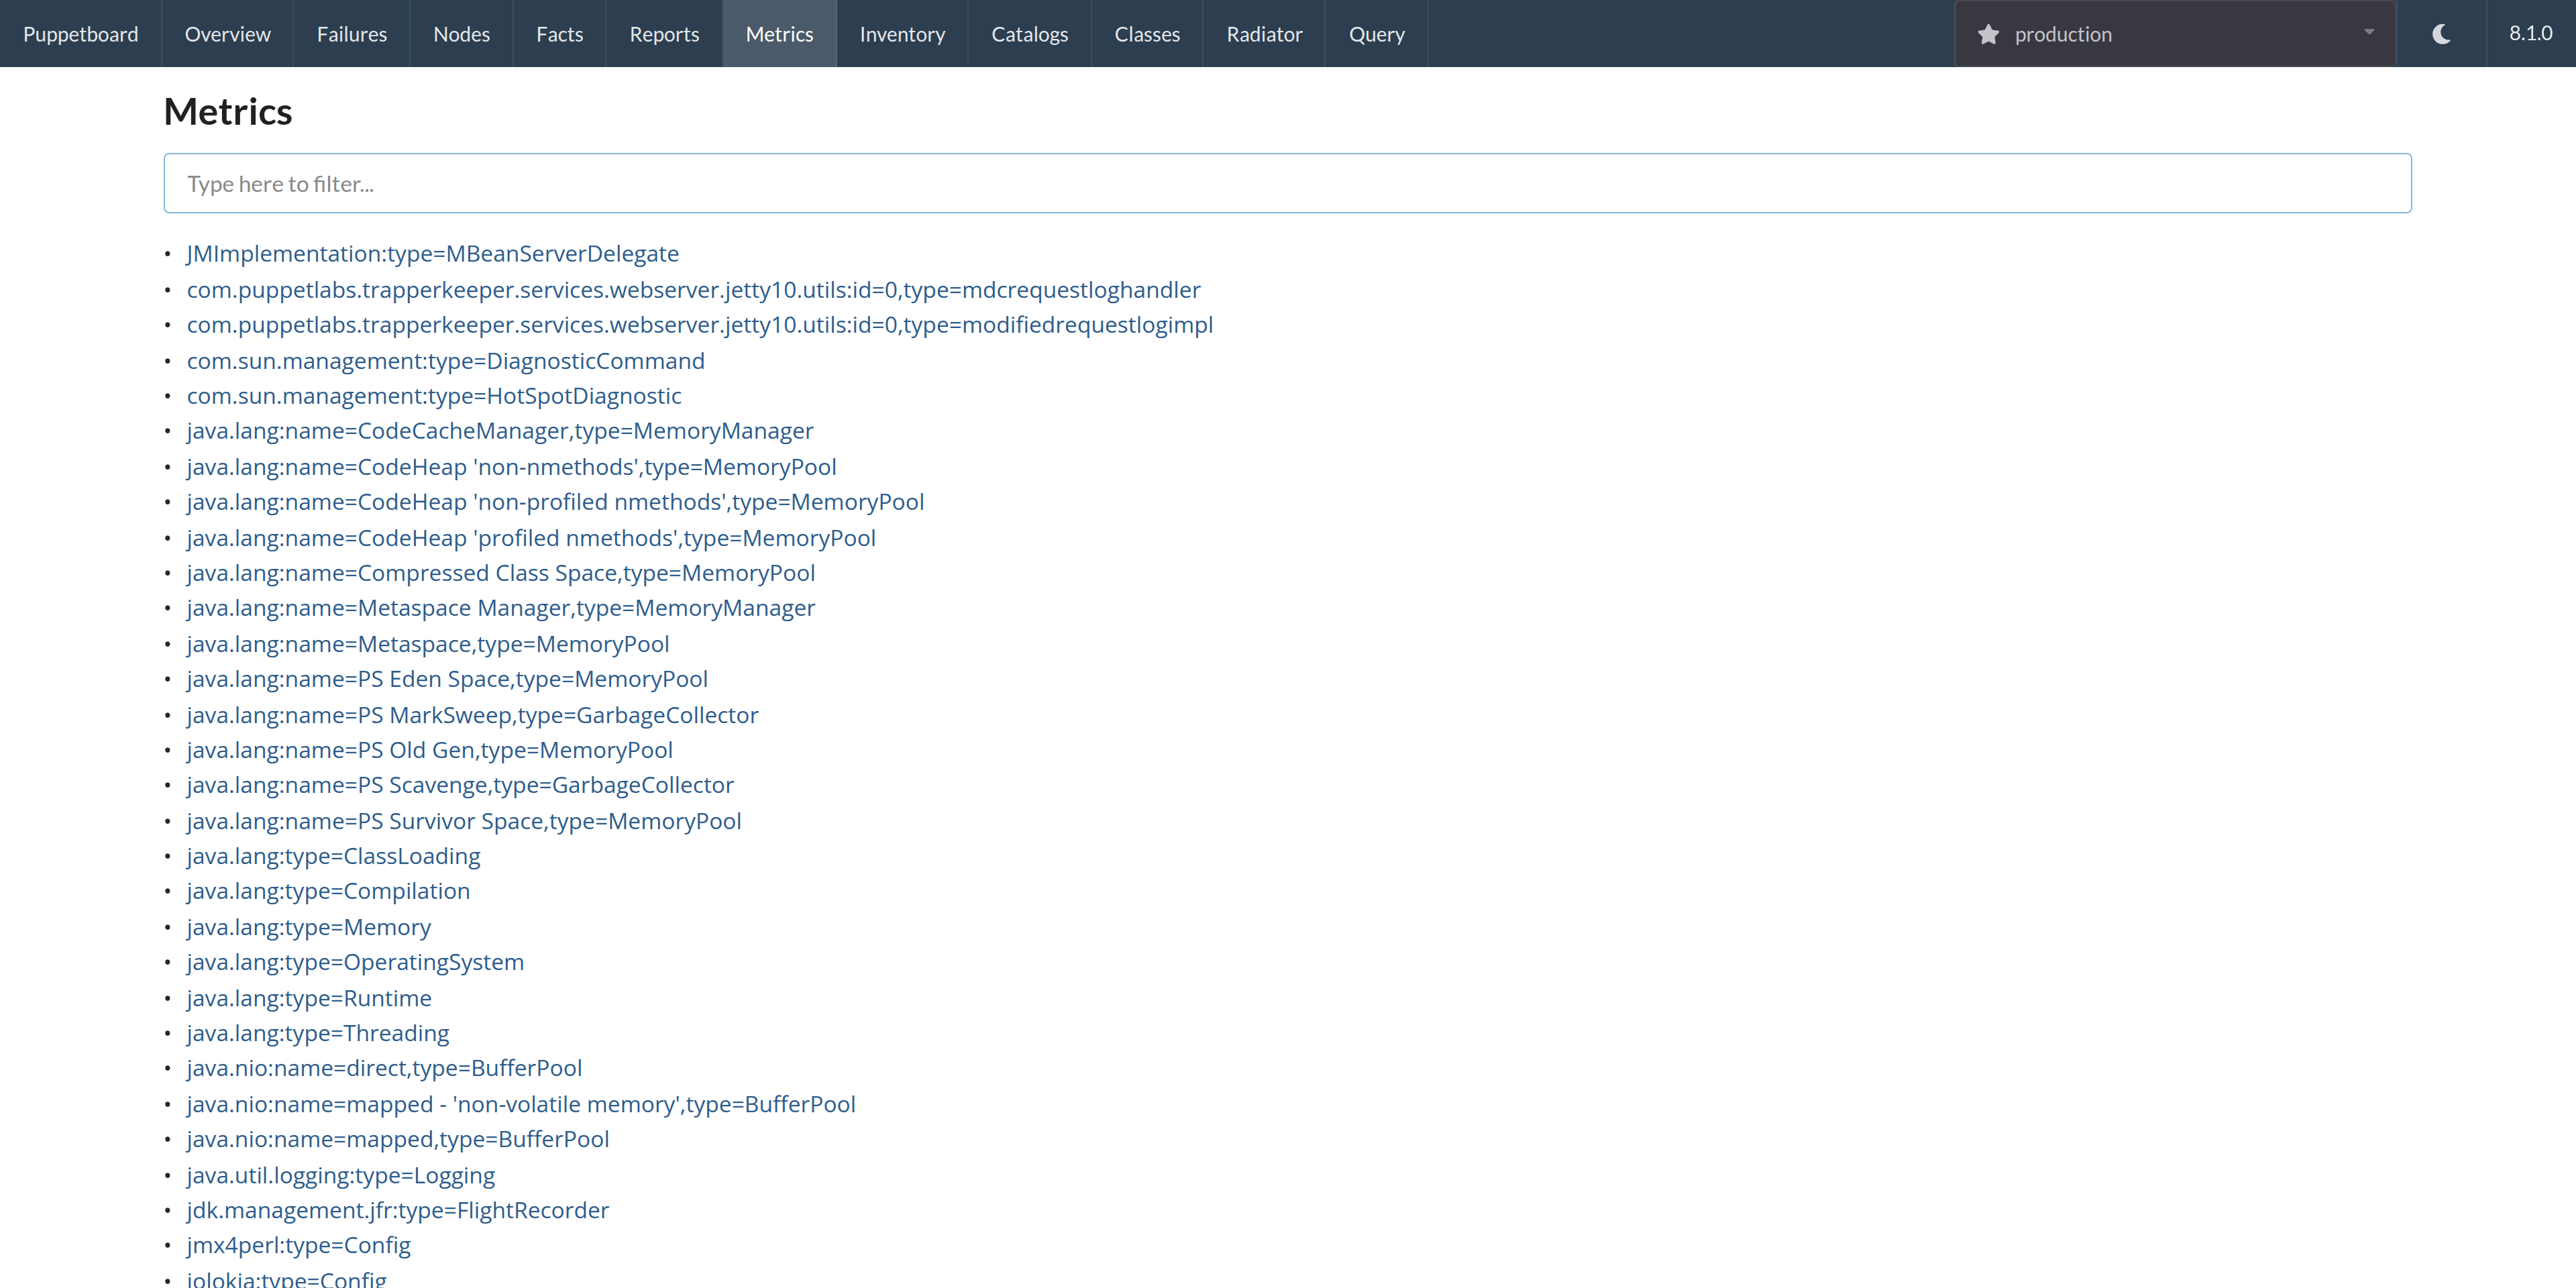 Puppetboard Overview Failures Nodes Facts Reports Metrics Inventory Catalogs Classes Radiator Query production 8.1.0
Metrics
Type here to filter...
JMImplementation:type=MBeanServerDelegate
com.puppetlabs.trapperkeeper.services.webserver.jetty10.utils:id=0,type=mdcrequestloghandler
com.puppetlabs.trapperkeeper.services.webserver.jetty10.utils:id=0,type=modifiedrequestlogimpl
com.sun.management:type=DiagnosticCommand
com.sun.management:type=HotSpotDiagnostic
java.lang:name=CodeCacheManager,type=MemoryManager
java.lang:name=CodeHeap 'non-nmethods',type=MemoryPool
java.lang:name=CodeHeap 'non-profiled nmethods',type=MemoryPool
java.lang:name=CodeHeap 'profiled nmethods',type=MemoryPool
java.lang:name=Compressed Class Space,type=MemoryPool
java.lang:name=Metaspace Manager,type=MemoryManager
java.lang:name=Metaspace,type=MemoryPool
java.lang:name=PS Eden Space,type=MemoryPool
java.lang:name=PS MarkSweep,type=GarbageCollector
java.lang:name=PS Old Gen,type=MemoryPool
java.lang:name=PS Scavenge,type=GarbageCollector
java.lang:name=PS Survivor Space,type=MemoryPool
java.lang:type=ClassLoading
java.lang:type=Compilation
java.lang:type=Memory
java.lang:type=OperatingSystem
java.lang:type=Runtime
java.lang:type=Threading
java.nio:name=direct,type=BufferPool
java.nio:name=mapped - 'non-volatile memory',type=BufferPool
java.nio:name=mapped,type=BufferPool
java.util.logging:type=Logging
jdk.management.jfr:type=FlightRecorder
jmx4perl:type=Config
jolokia:type=Config